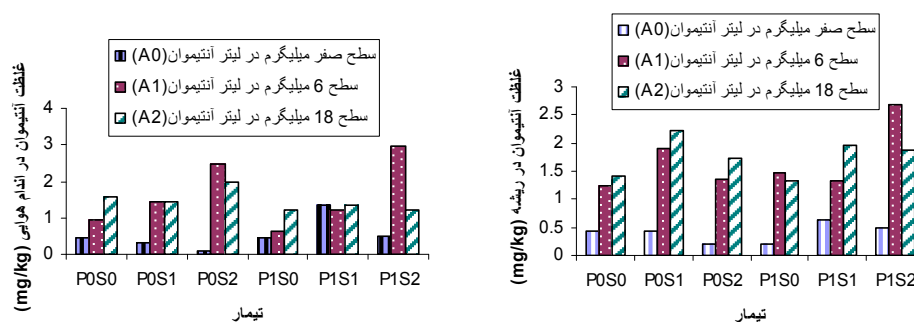 سطح صفر میلیگرم در لیتر آنتیموان(A0)
سطح 6 میلیگرم در لیتر آنتیموان(A1)
سطح 18 میلیگرم در لیتر آنتیموان(A2)
غلظت آنتیموان در اندام هوایی (mg/kg)
4
3
2
1
0
P0S0 P0S1 P0S2 P1S0 P1S1 P1S2
تیمار
سطح صفر میلیگرم در لیتر آنتیموان(A0)
سطح 6 میلیگرم در لیتر آنتیموان(A1)
سطح 18 میلیگرم در لیتر آنتیموان(A2)
غلظت آنتیموان در ریشه (mg/kg)
3
2.5
2
1.5
1
0.5
0
P0S0 P0S1 P0S2 P1S0 P1S1 P1S2
تیمار